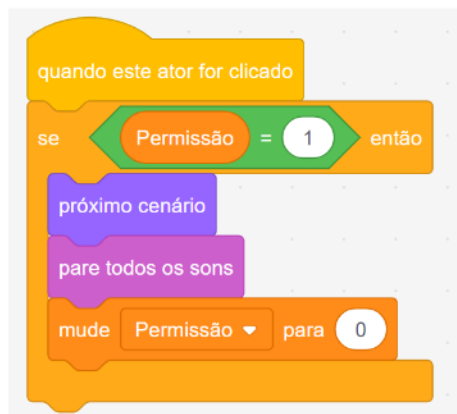 quando este ator for clicado
se Permissão = 1 então
próximo cenário
pare todos os sons
mude Permissão para 0